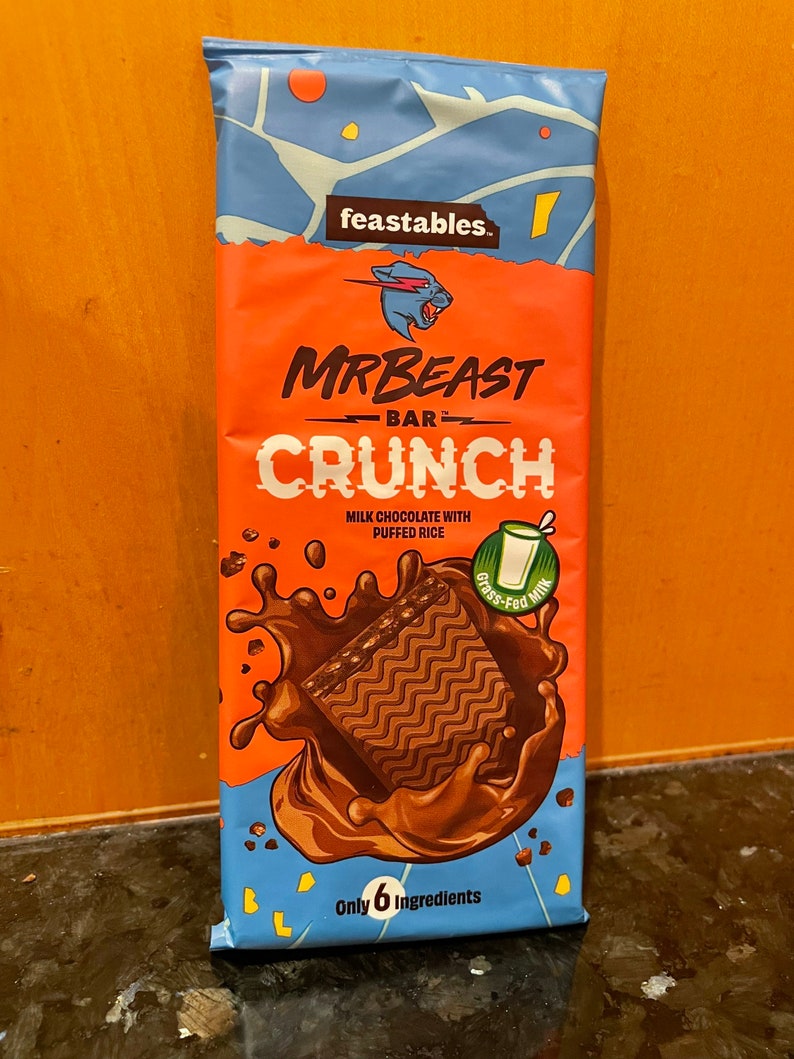 feastables™
MRBEAST
BAR™
CRUNCH
MILK CHOCOLATE WITH
PUFFED RICE
Grass-Fed Milk
Only 6 Ingredients